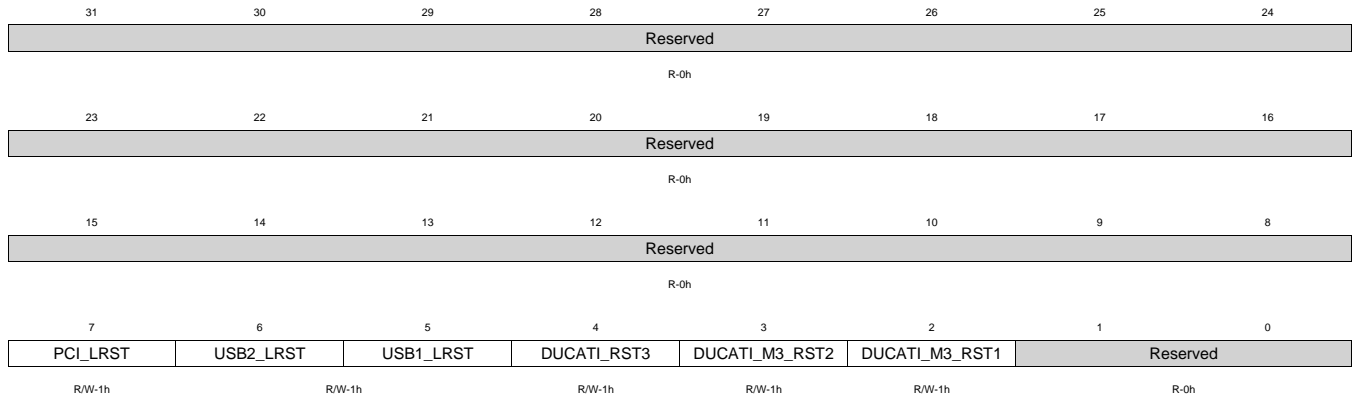 31 30 29 28 27 26 25 24
Reserved
R-0h
23 22 21 20 19 18 17 16
Reserved
R-0h
15 14 13 12 11 10 9 8
Reserved
R-0h
7 6 5 4 3 2 1 0
PCI_LRST USB2_LRST USB1_LRST DUCATI_RST3 DUCATI_M3_RST2 DUCATI_M3_RST1 Reserved
R/W-1h R/W-1h R/W-1h R/W-1h R/W-1h R-0h